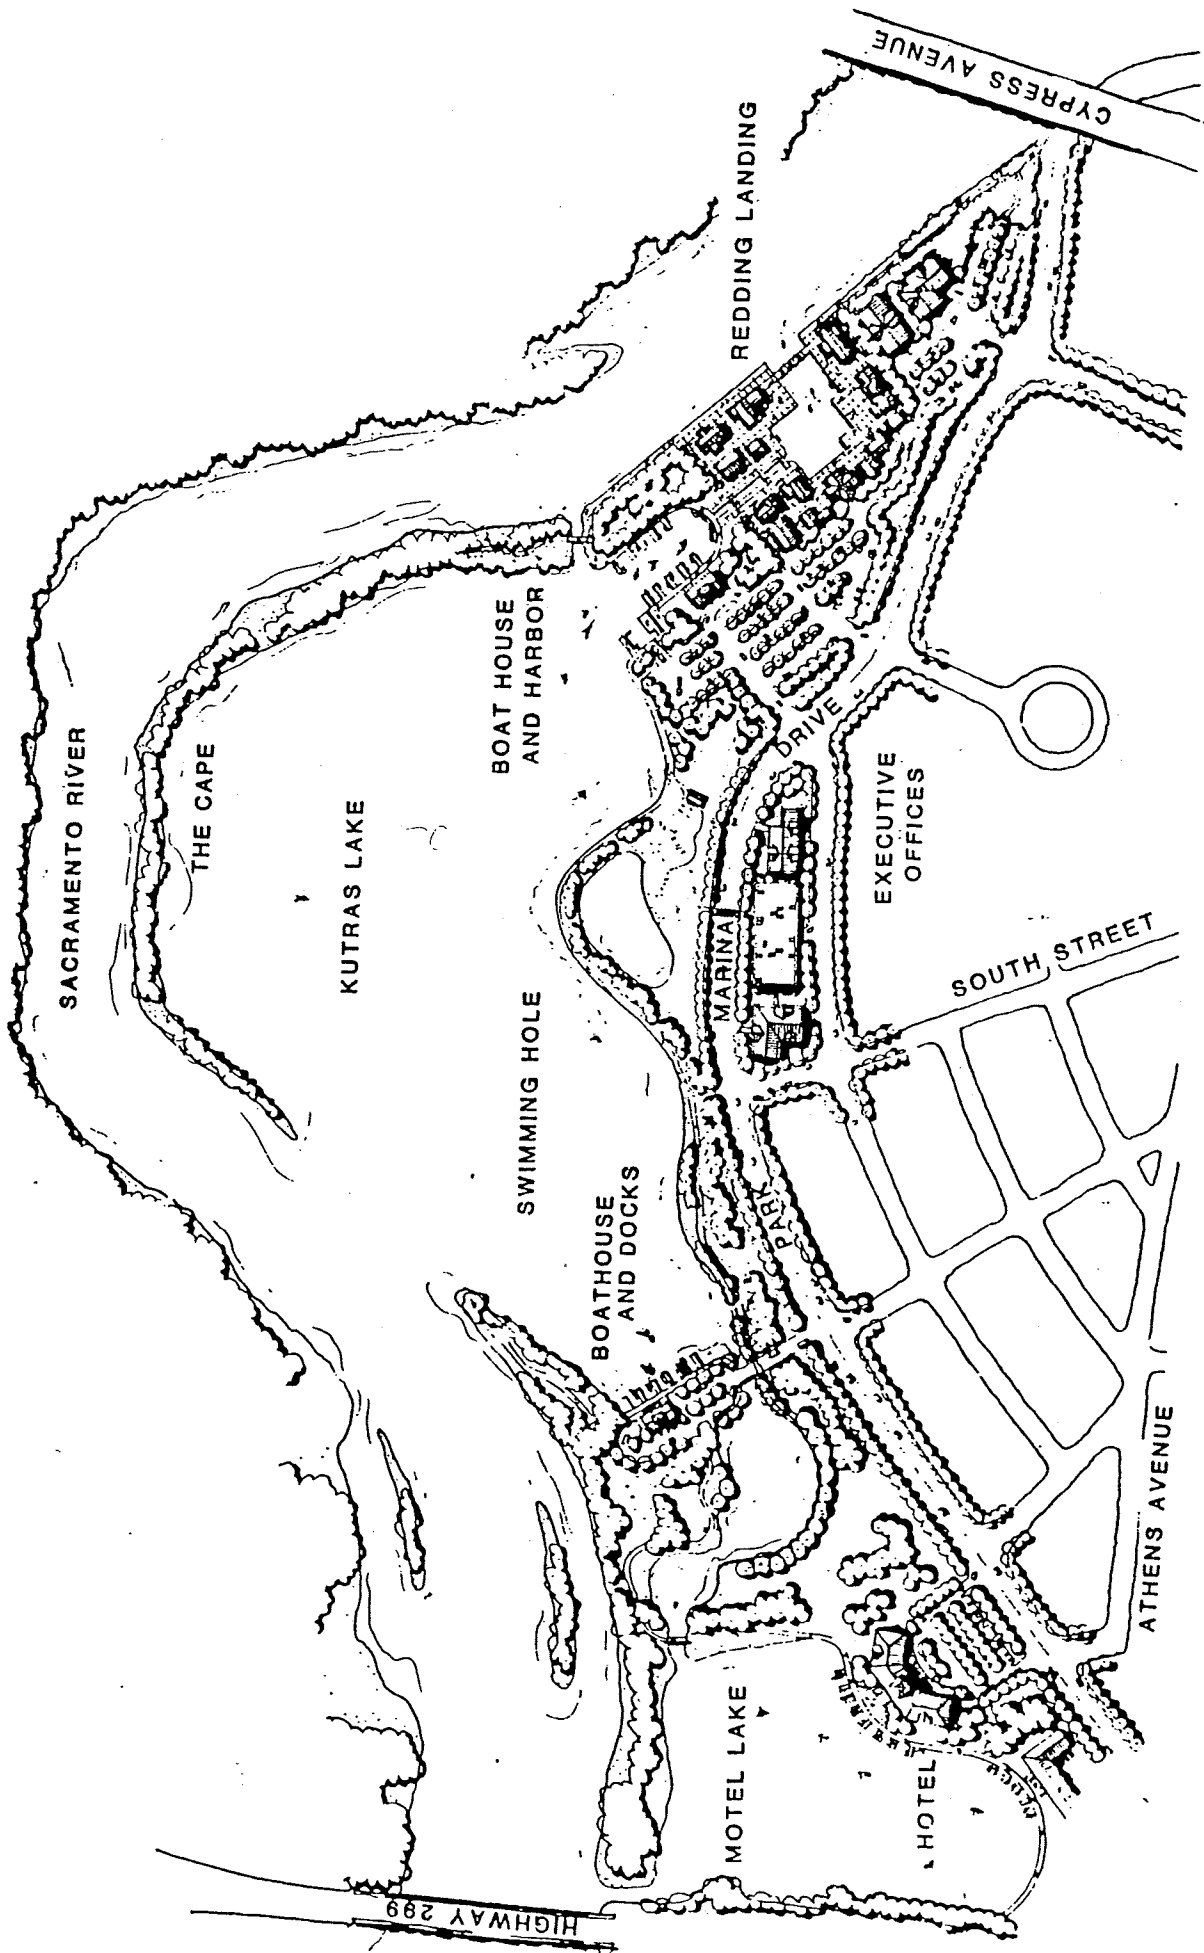 CYPRESS AVENUE
REDDING LANDING
SACRAMENTO RIVER
THE CAPE
KUTRAS LAKE
BOAT HOUSE
AND HARBOR
SWIMMING HOLE
BOATHOUSE
AND DOCKS
PARK
MARINA
DRIVE
EXECUTIVE
OFFICES
SOUTH STREET
ATHENS AVENUE
MOTEL LAKE
HOTEL
HIGHWAY 299